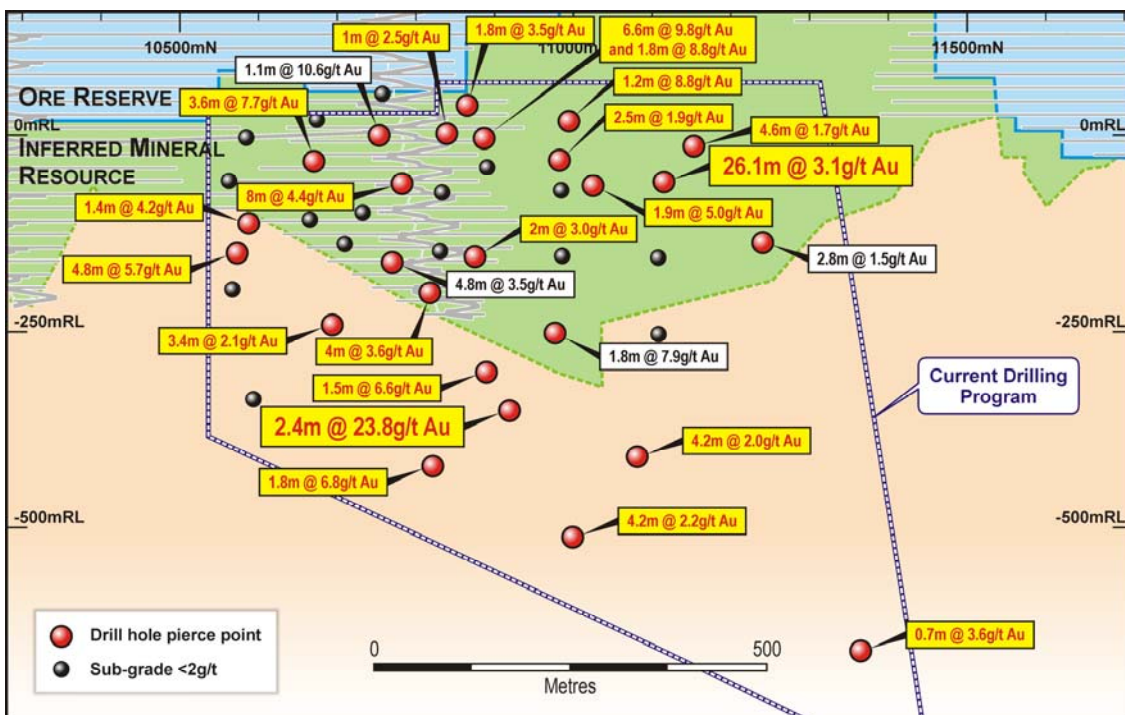 10500mN
11000mN
11500mN
1m @ 2.5g/t Au
1.8m @ 3.5g/t Au
6.6m @ 9.8g/t Au
and 1.8m @ 8.8g/t Au
1.1m @ 10.6g/t Au
1.2m @ 8.8g/t Au
ORE RESERVE
3.6m @ 7.7g/t Au
2.5m @ 1.9g/t Au
0mRL
4.6m @ 1.7g/t Au
0mRL
INFERRED MINERAL
RESOURCE
26.1m @ 3.1g/t Au
8m @ 4.4g/t Au
1.4m @ 4.2g/t Au
1.9m @ 5.0g/t Au
2m @ 3.0g/t Au
4.8m @ 5.7g/t Au
4.8m @ 3.5g/t Au
2.8m @ 1.5g/t Au
-250mRL
-250mRL
3.4m @ 2.1g/t Au
4m @ 3.6g/t Au
1.8m @ 7.9g/t Au
Current Drilling
Program
1.5m @ 6.6g/t Au
2.4m @ 23.8g/t Au
4.2m @ 2.0g/t Au
1.8m @ 6.8g/t Au
-500mRL
4.2m @ 2.2g/t Au
-500mRL
Drill hole pierce point
0.7m @ 3.6g/t Au
Sub-grade <2g/t
0
500
Metres